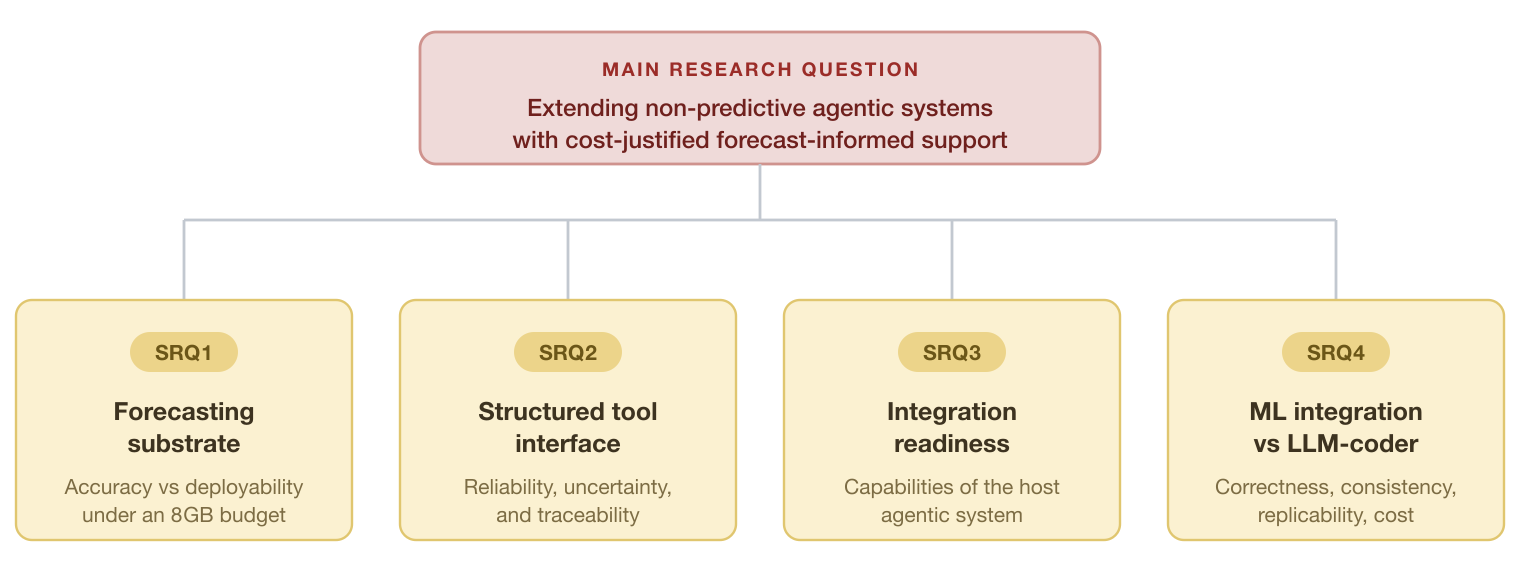 MAIN RESEARCH QUESTION
Extending non-predictive agentic systems
with cost-justified forecast-informed support
SRQ1
Forecasting
substrate
Accuracy vs deployability
under an 8GB budget
SRQ2
Structured tool
interface
Reliability, uncertainty,
and traceability
SRQ3
Integration
readiness
Capabilities of the host
agentic system
SRQ4
ML integration
vs LLM-coder
Correctness, consistency,
replicability, cost